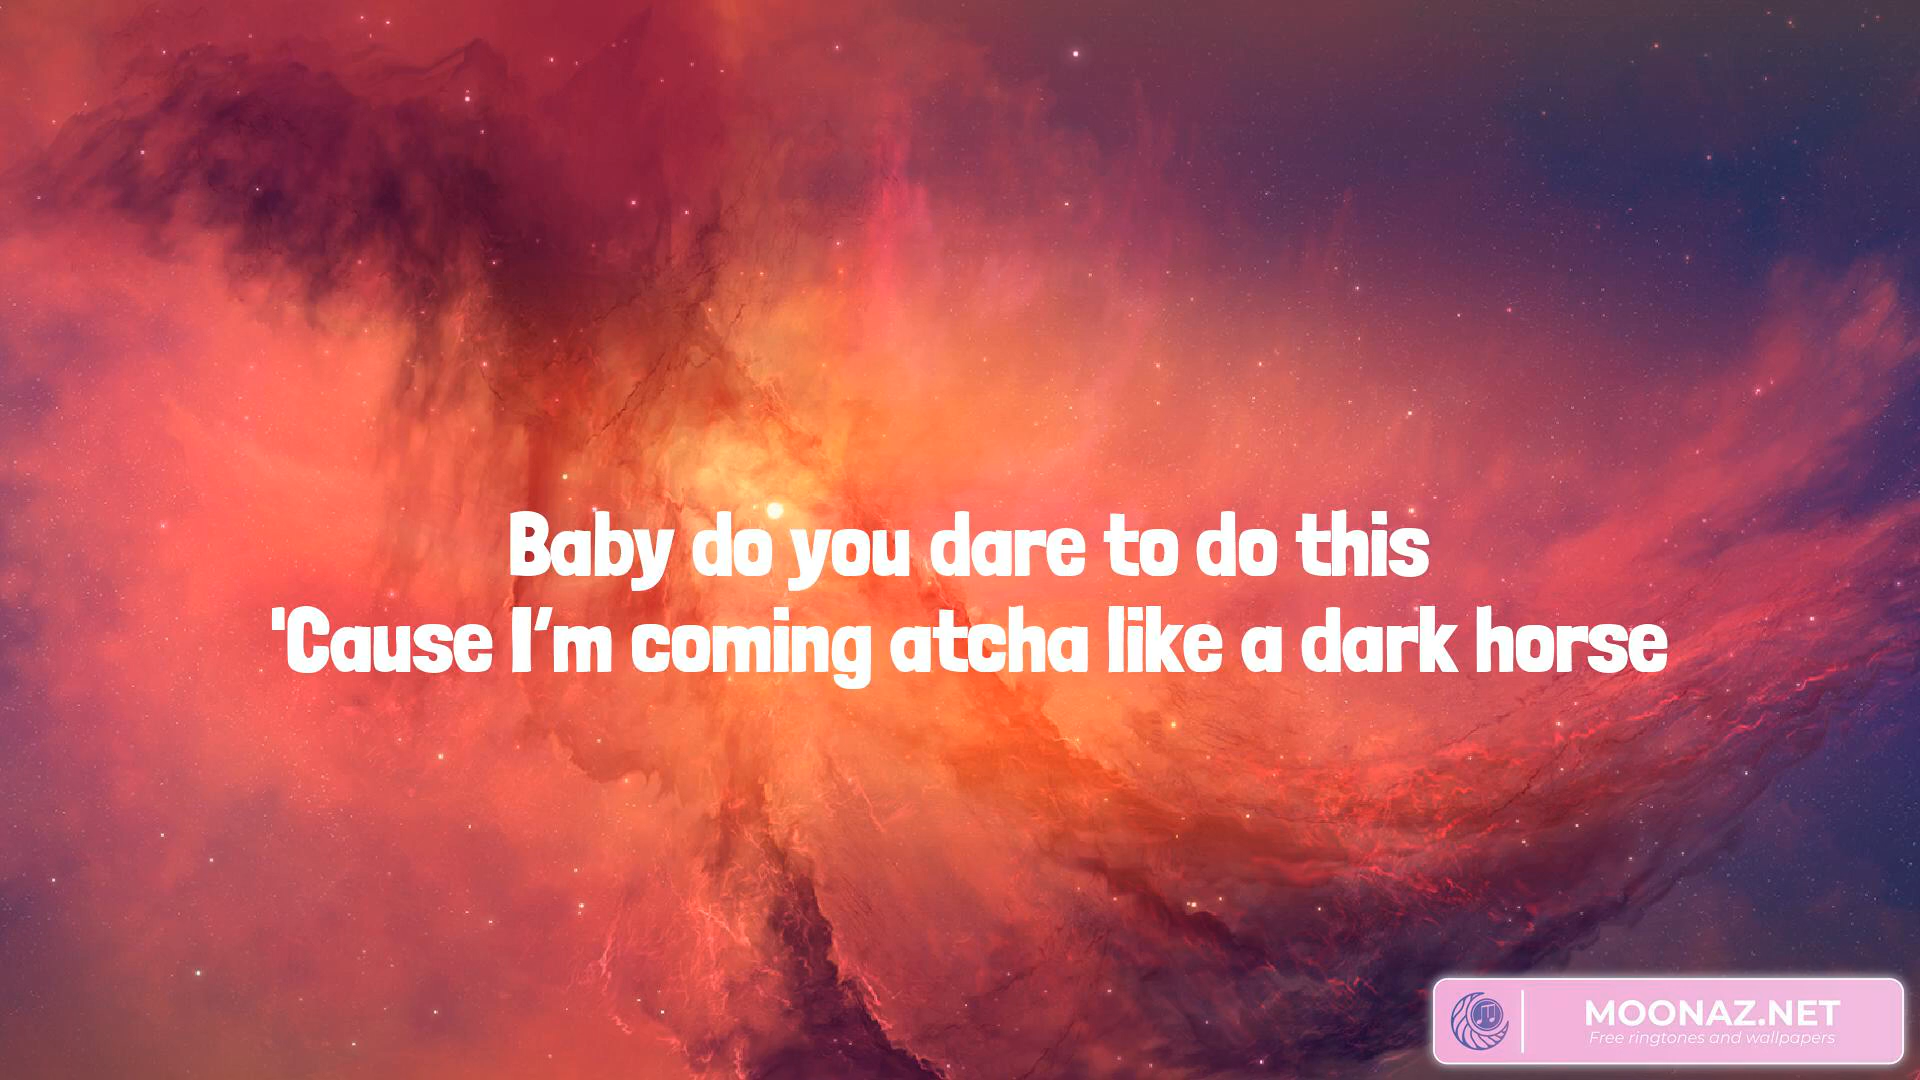 Baby do you dare to do this
'Cause I’m coming atcha like a dark horse
MOONAZ.NET
Free ringtones and wallpapers